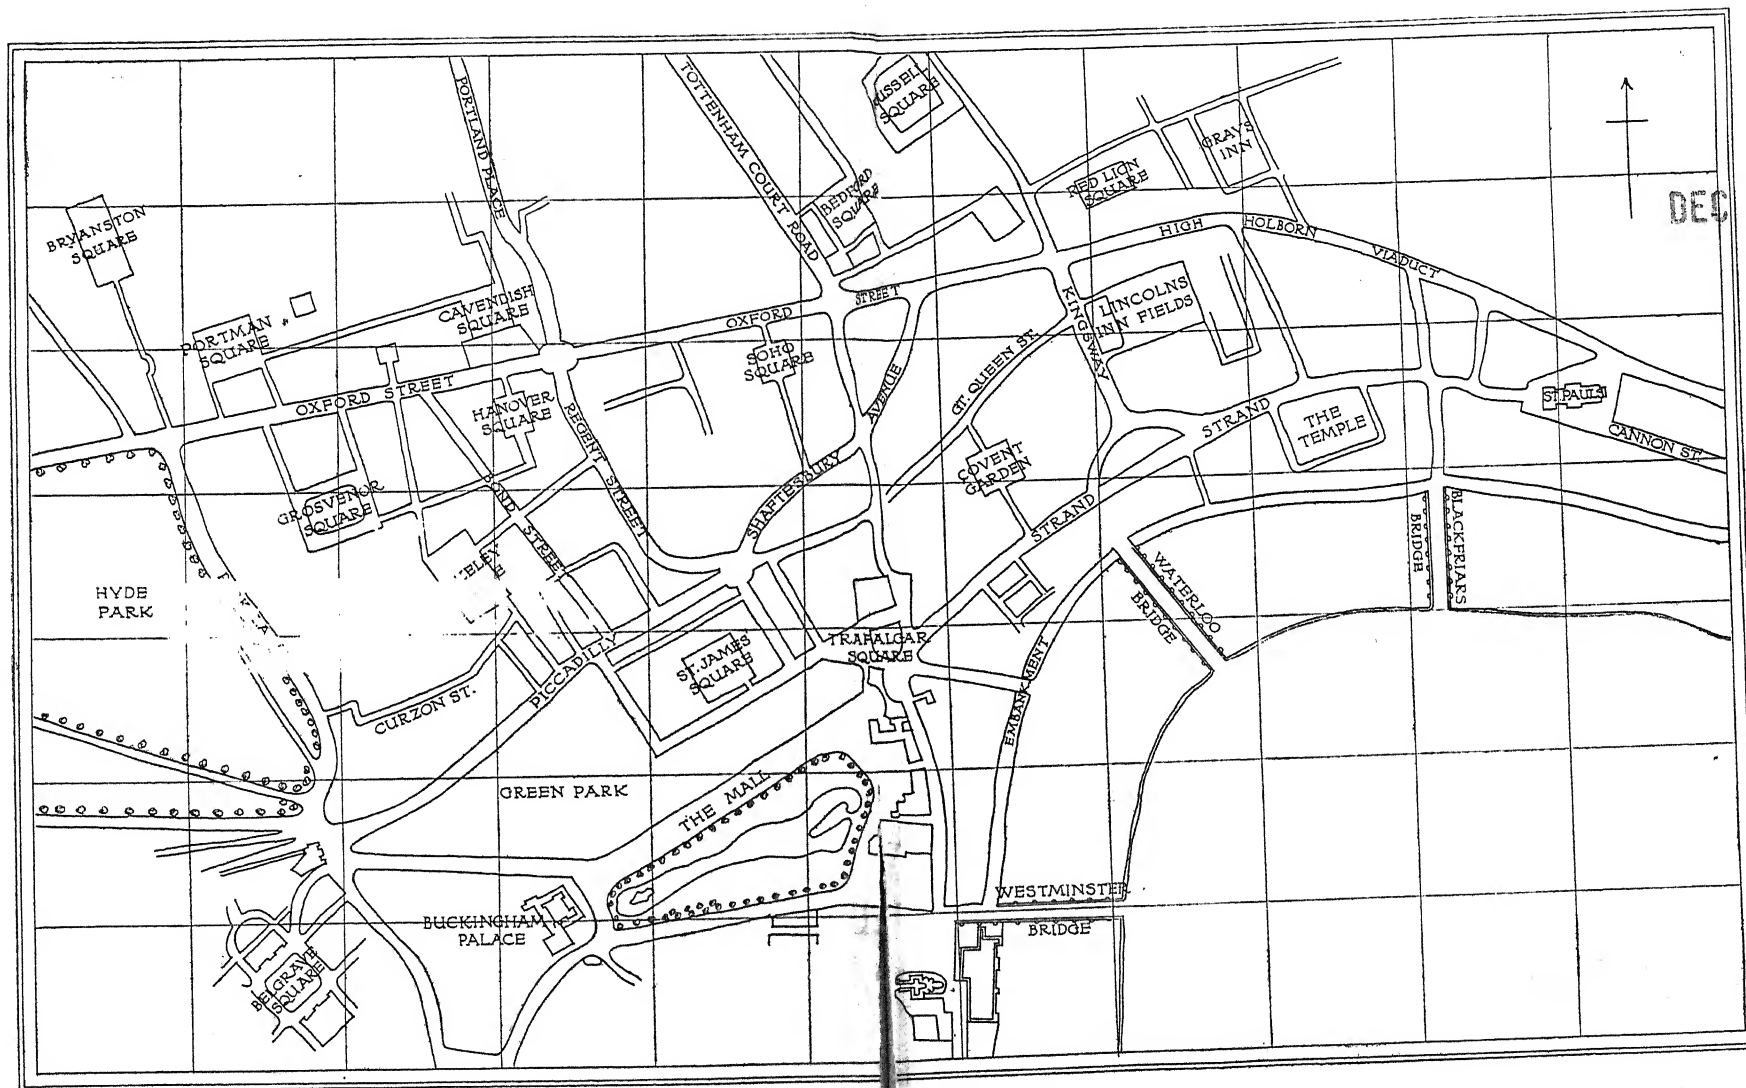 PORTLAND PLACE
TOTTENHAM COURT ROAD
SQUARE
BEDFORD
SQUARE
RED LION
SQUARE
GRAYS
INN
DEC
BRYANSTON
SQUARE
HIGH
HOLBORN
VIADUCT
PORTMAN
SQUARE
CAVENDISH
SQUARE
OXFORD
STREET
KINGSWAY
LINCOLNS
INN FIELDS
SOHO
SQUARE
GT. QUEEN ST.
OXFORD STREET
HANOVER
SQUARE
REGENT STREET
SHAFTESBURY
AVENUE
COVENT
GARDEN
STRAND
STRAND
THE
TEMPLE
ST. PAULS
CANNON ST.
GROSVENOR
SQUARE
BOND STREET
BLACKFRIARS
BRIDGE
WATERLOO
BRIDGE
HYDE
PARK
CURZON ST.
PICCADILLY
ST. JAMES
SQUARE
TRAFALGAR
SQUARE
EMBANKMENT
GREEN PARK
THE MALL
BUCKINGHAM
PALACE
WESTMINSTER
BRIDGE
BELGRAVE
SQUARE